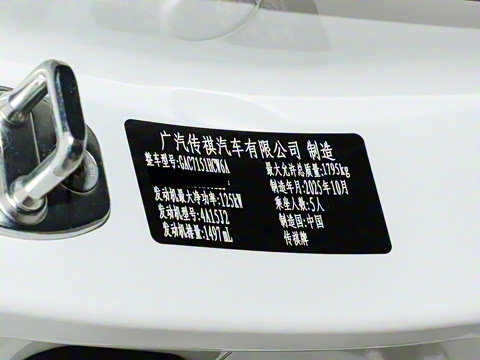 广汽传祺汽车有限公司 制造
整车型号:GAC7151HCW6A 最大允许总质量:1795kg
制造年月:2025年10月
发动机最大净功率:125kW 乘坐人数:5人
发动机型号:4A15J2 制造国:中国
发动机排量:1497mL 传祺牌